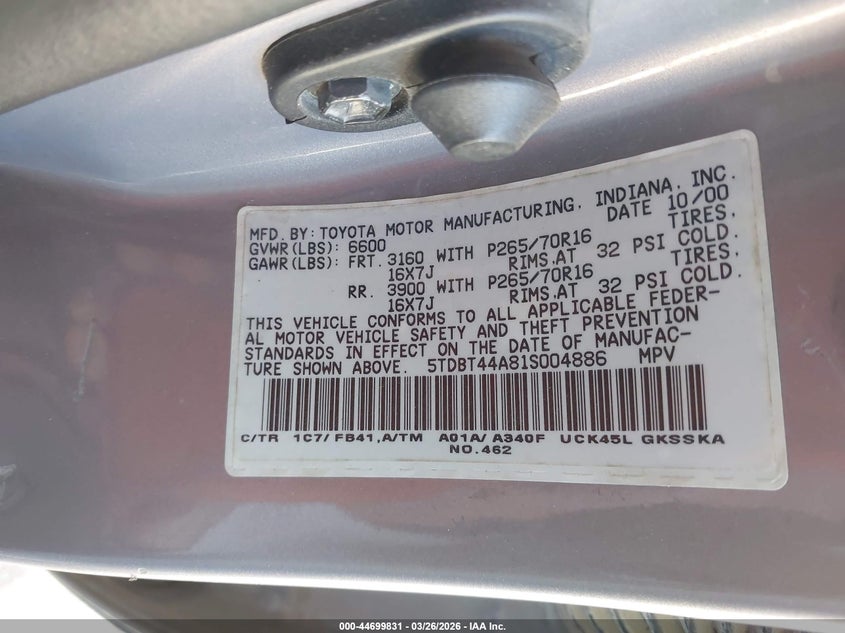 MFD. BY: TOYOTA MOTOR MANUFACTURING, INDIANA, INC.
GVWR(LBS): 6600 DATE 10/00
GAWR(LBS): FRT. 3160 WITH P265/70R16 TIRES,
16X7J RIMS,AT 32 PSI COLD.
RR. 3900 WITH P265/70R16 TIRES,
16X7J RIMS,AT 32 PSI COLD.
THIS VEHICLE CONFORMS TO ALL APPLICABLE FEDER-
AL MOTOR VEHICLE SAFETY AND THEFT PREVENTION
STANDARDS IN EFFECT ON THE DATE OF MANUFAC-
TURE SHOWN ABOVE. 5TDBT44A81S004886 MPV
C/TR 1C7/ FB41,A/TM A01A/ A340F UCK45L GKSSKA
NO.462
000-44699831 - 03/26/2026 - IAA Inc.